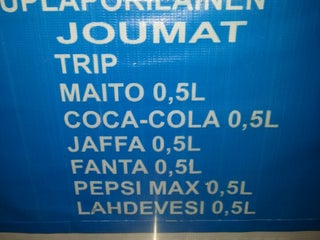 UPLAPORILAINEN
JOUMAT
TRIP
MAITO 0,5L
COCA-COLA 0,5L
JAFFA 0,5L
FANTA 0,5L
PEPSI MAX 0,5L
LAHDEVESI 0,5L